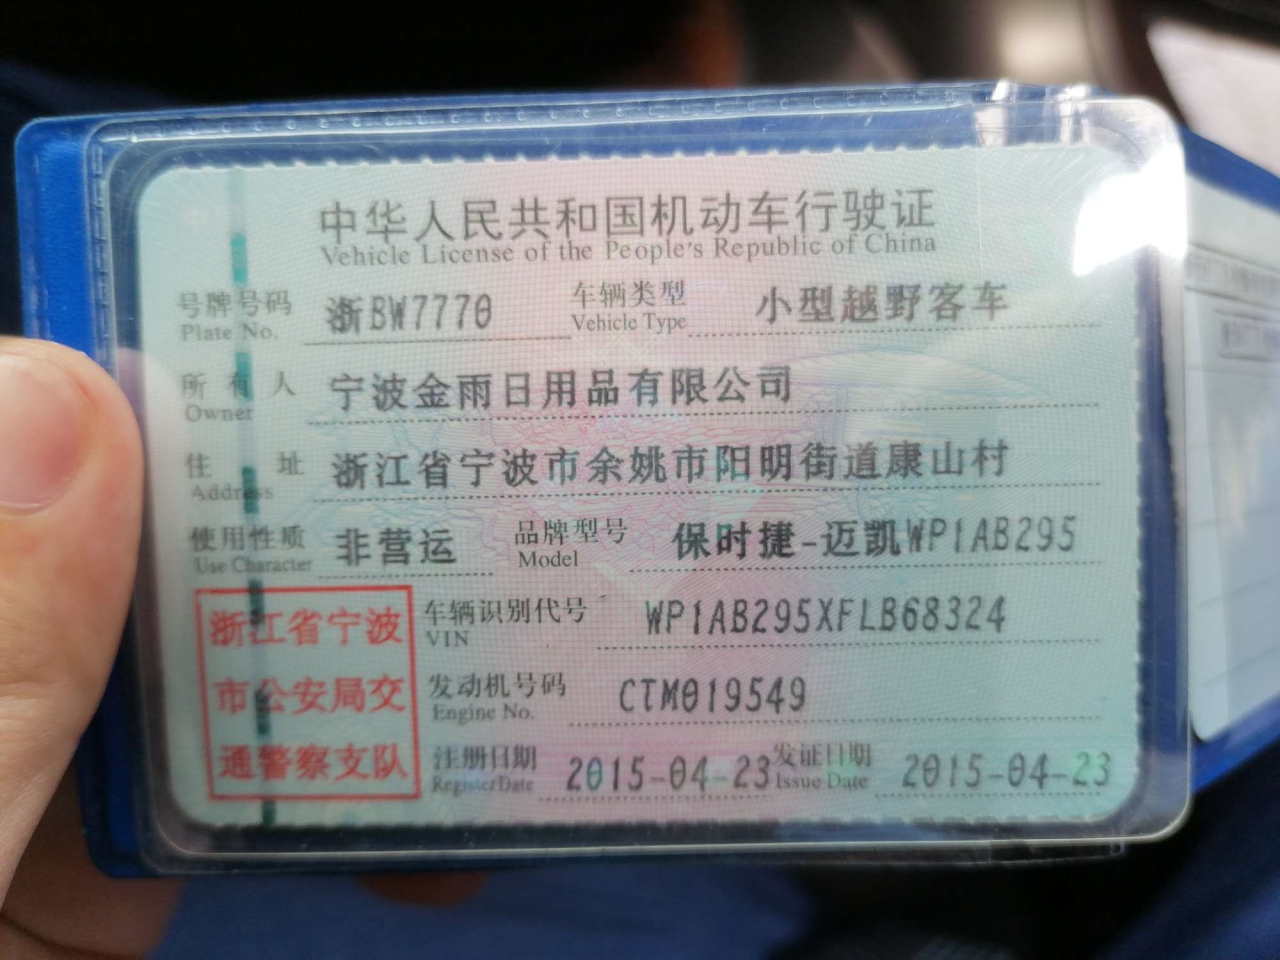 中华人民共和国机动车行驶证
Vehicle License of the People's Republic of China
号牌号码 浙BW7770 车辆类型 小型越野客车
Plate No. Vehicle Type
所有人 宁波金雨日用品有限公司
Owner
住址 浙江省宁波市余姚市阳明街道康山村
Address
使用性质 非营运 品牌型号 保时捷-迈凯WP1AB295
Use Character Model
浙江省宁波
市公安局交
通警察支队
车辆识别代号 WP1AB295XFLB68324
VIN
发动机号码 CTM019549
Engine No.
注册日期 2015-04-23 发证日期 2015-04-23
RegisterDate Issue Date